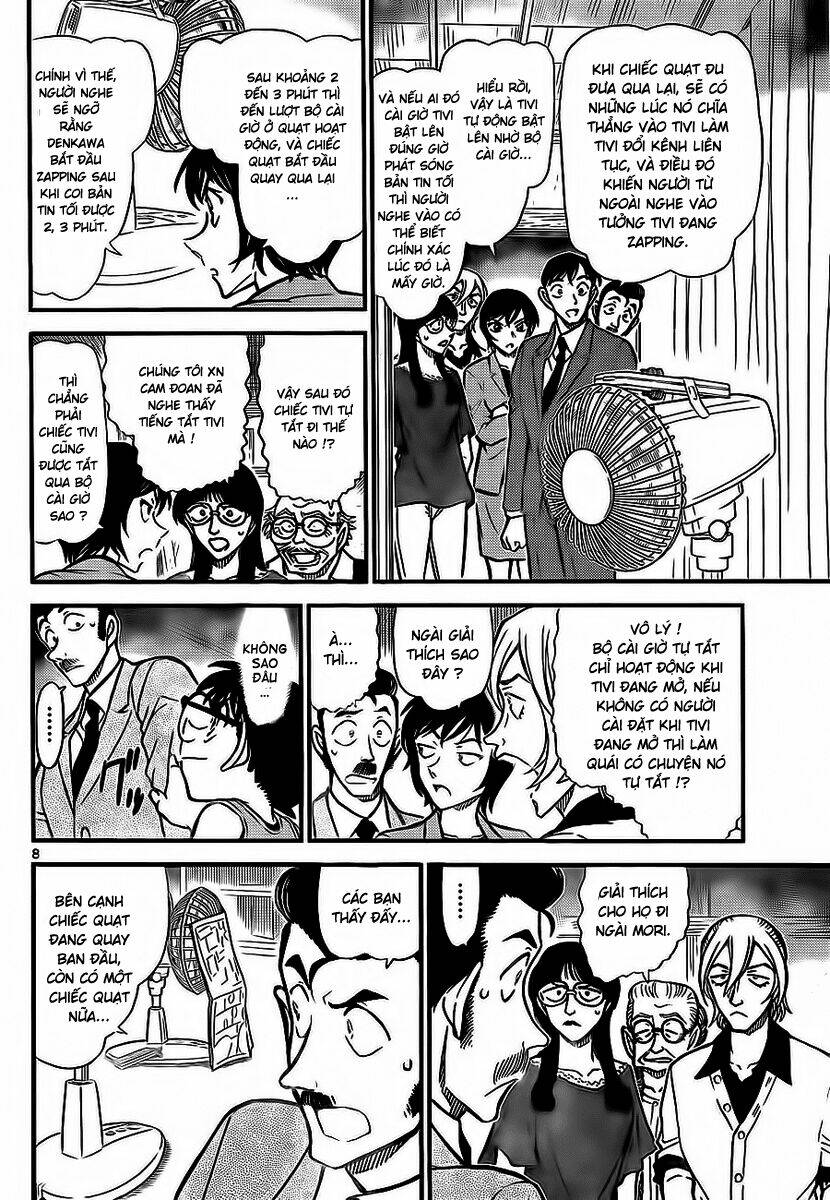 KHI CHIẾC QUẠT ĐU
ĐƯA QUA LẠI, SẼ CÓ
NHỮNG LÚC NÓ CHĨA
THẲNG VÀO TIVI LÀM
TIVI ĐỔI KÊNH LIÊN
TỤC, VÀ ĐIỀU ĐÓ
KHIẾN NGƯỜI TỪ
NGOÀI NGHE VÀO
TƯỞNG TIVI ĐANG
ZAPPING.
HIỂU RỒI,
VẬY LÀ TIVI
TỰ ĐỘNG BẬT
LÊN NHỜ BỘ
CÀI GIỜ...
VÀ NẾU AI ĐÓ
CÀI GIỜ TIVI
BẬT LÊN
ĐÚNG GIỜ
PHÁT SÓNG
BẢN TIN TỐI
THÌ NGƯỜI NGHE
VÀO CÓ
THỂ BIẾT
CHÍNH XÁC
LÚC ĐÓ LÀ
MẤY GIỜ.
SAU KHOẢNG 2
ĐẾN 3 PHÚT THÌ
ĐẾN LƯỢT BỘ CÀI
GIỜ Ở QUẠT HOẠT
ĐỘNG, VÀ CHIẾC
QUẠT BẮT ĐẦU
QUAY QUA LẠI
...
CHÍNH VÌ THẾ,
NGƯỜI NGHE
SẼ NGỠ
RẰNG
DENKAWA
BẮT ĐẦU
ZAPPING SAU
KHI COI BẢN
TIN TỐI ĐƯỢC
2, 3 PHÚT.
VẬY SAU ĐÓ
CHIẾC TIVI TỰ
TẮT ĐI THẾ
NÀO !?
CHÚNG TÔI XN
CAM ĐOAN ĐÃ
NGHE THẤY
TIẾNG TẮT TIVI
MÀ !
THÌ
CHẲNG
PHẢI
CHIẾC TIVI
CŨNG
ĐƯỢC TẮT
QUA BỘ
CÀI GIỜ
SAO ?
VÔ LÝ !
BỘ CÀI GIỜ TỰ TẮT
CHỈ HOẠT ĐỘNG KHI
TIVI ĐANG MỞ, NẾU
KHÔNG CÓ NGƯỜI
CÀI ĐẶT KHI TIVI
ĐANG MỞ THÌ LÀM
QUÁI CÓ CHUYỆN NÓ
TỰ TẮT !?
NGÀI GIẢI
THÍCH SAO
ĐÂY ?
À...
THÌ...
KHÔNG
SAO
ĐÂU
...
......
8
GIẢI THÍCH
CHO HỌ ĐI
NGÀI MORI.
......
CÁC BẠN
THẤY ĐẤY...
BÊN CẠNH
CHIẾC QUẠT
ĐANG QUAY
BAN ĐẦU,
CÒN CÓ MỘT
CHIẾC QUẠT
NỮA...